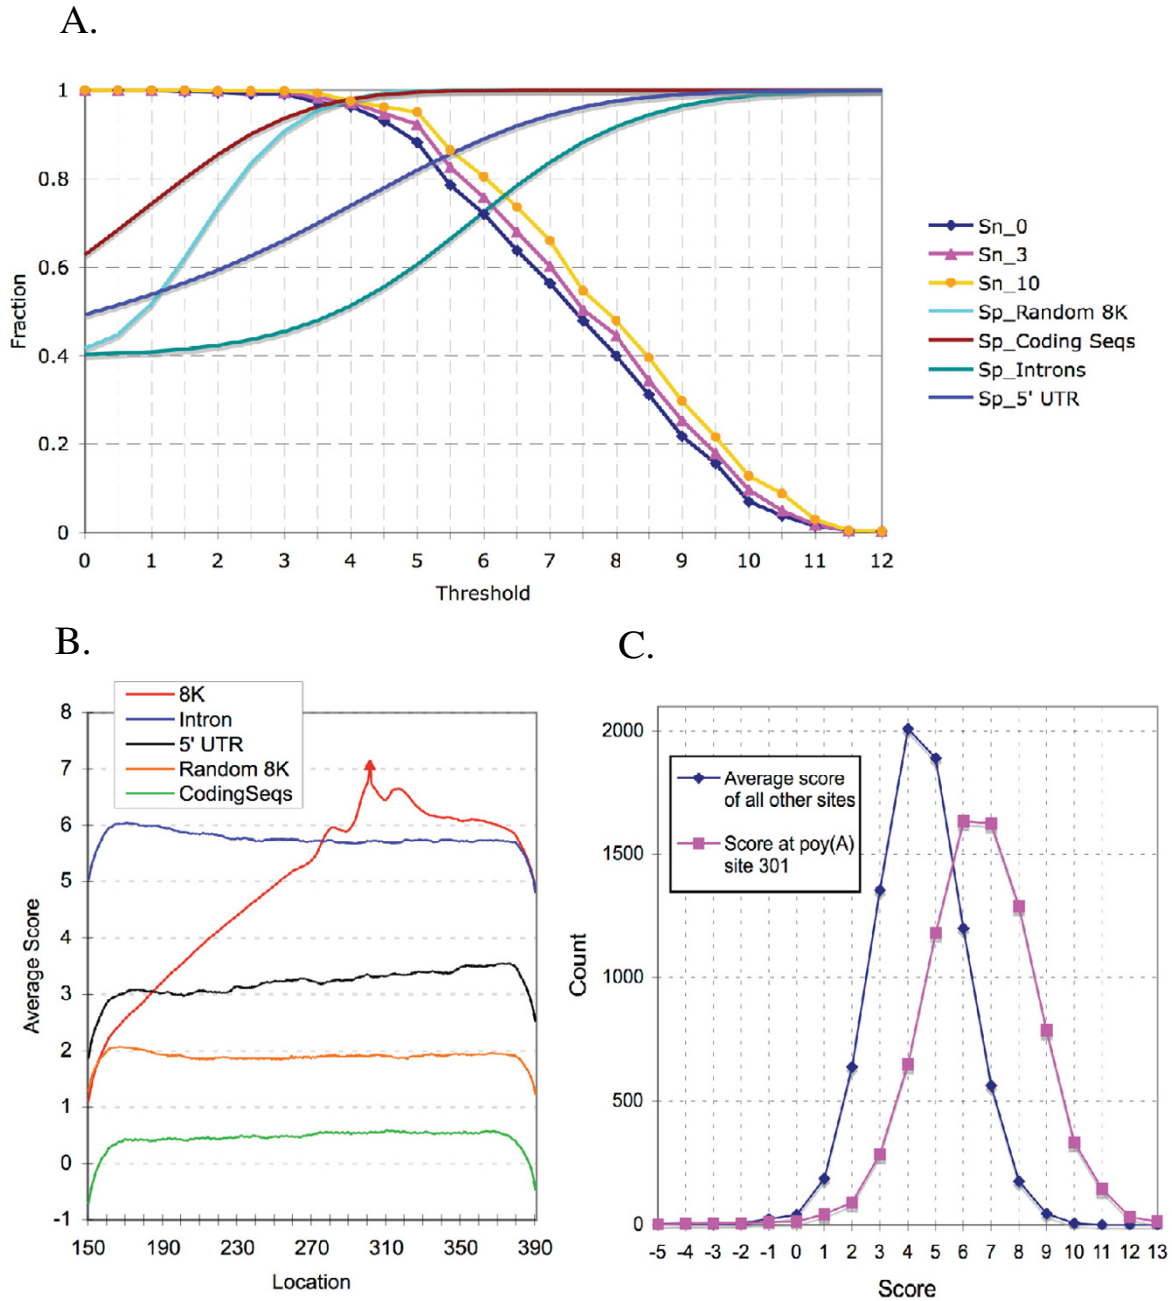 A.
1
0.8
0.6
0.4
0.2
0
Fraction
0 1 2 3 4 5 6 7 8 9 10 11 12
Threshold
Sn_0
Sn_3
Sn_10
Sp_Random 8K
Sp_Coding Seqs
Sp_Introns
Sp_5' UTR
B.
8K
Intron
5' UTR
Random 8K
CodingSeqs
8
7
6
5
4
3
2
1
0
-1
Average Score
150 190 230 270 310 350 390
Location
C.
2000
1500
1000
500
0
Count
Average score
of all other sites
Score at poy(A)
site 301
-5 -4 -3 -2 -1 0 1 2 3 4 5 6 7 8 9 10 11 12 13
Score